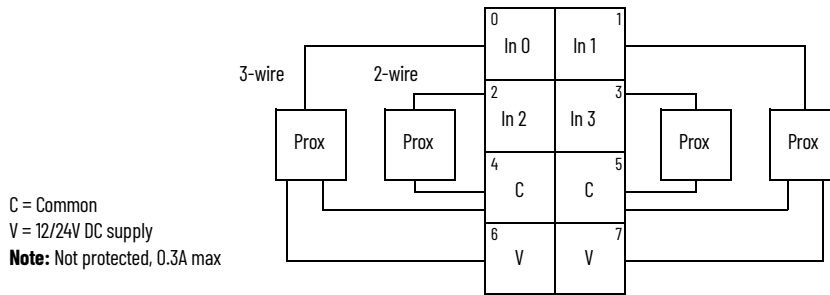 0 1
In 0 In 1
3-wire 2-wire
2 3
In 2 In 3
Prox Prox Prox Prox
4 5
C C
C = Common
V = 12/24V DC supply
6 7
V V
Note: Not protected, 0.3A max